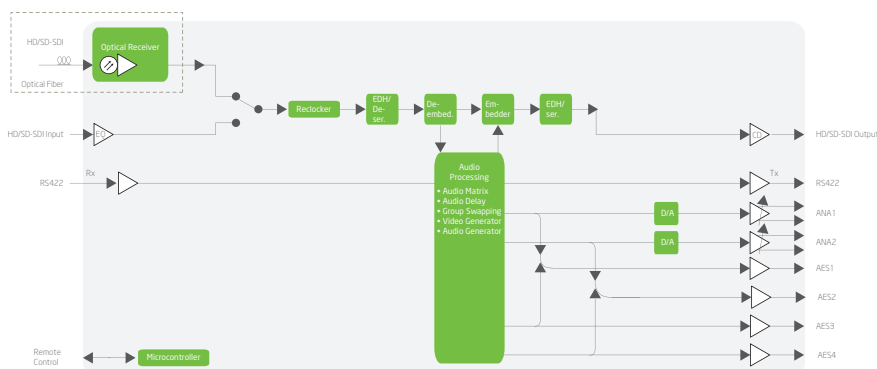 HD/SD-SDI
Optical Fiber
Optical Receiver
HD/SD-SDI Input
EQ
Reclocker
EDH/
De-
ser.
De-
embed.
Em-
bedder
EDH/
ser.
CD
HD/SD-SDI Output
RS422
Rx
Audio
Processing
• Audio Matrix
• Audio Delay
• Group Swapping
• Video Generator
• Audio Generator
Tx
RS422
D/A
ANA1
D/A
ANA2
AES1
AES2
AES3
AES4
Remote
Control
Microcontroller